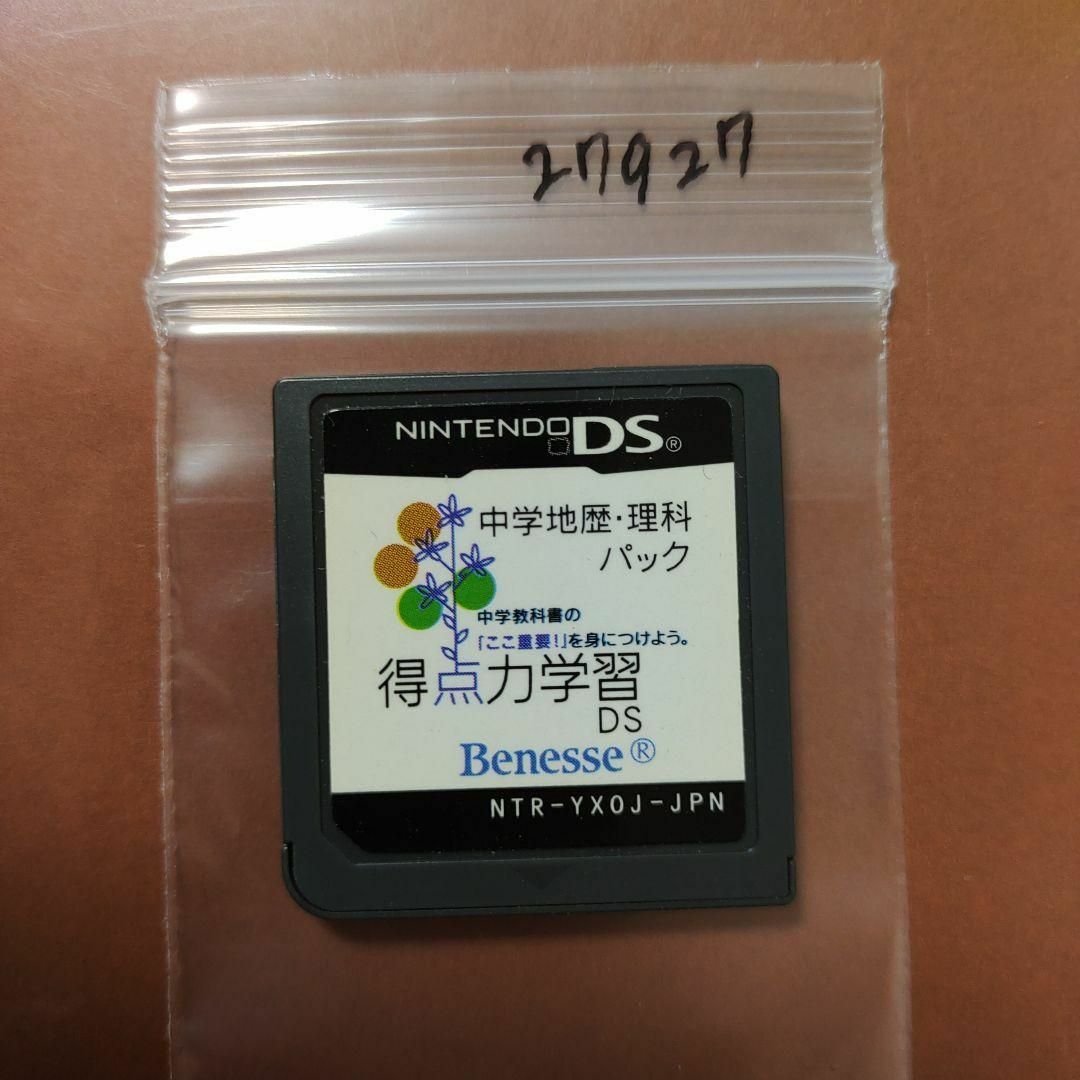 27927
NINTENDO DS®
中学地歴・理科
パック
中学教科書の
「ここ重要!」を身につけよう。
得点力学習
DS
Benesse®
NTR-YXOJ-JPN